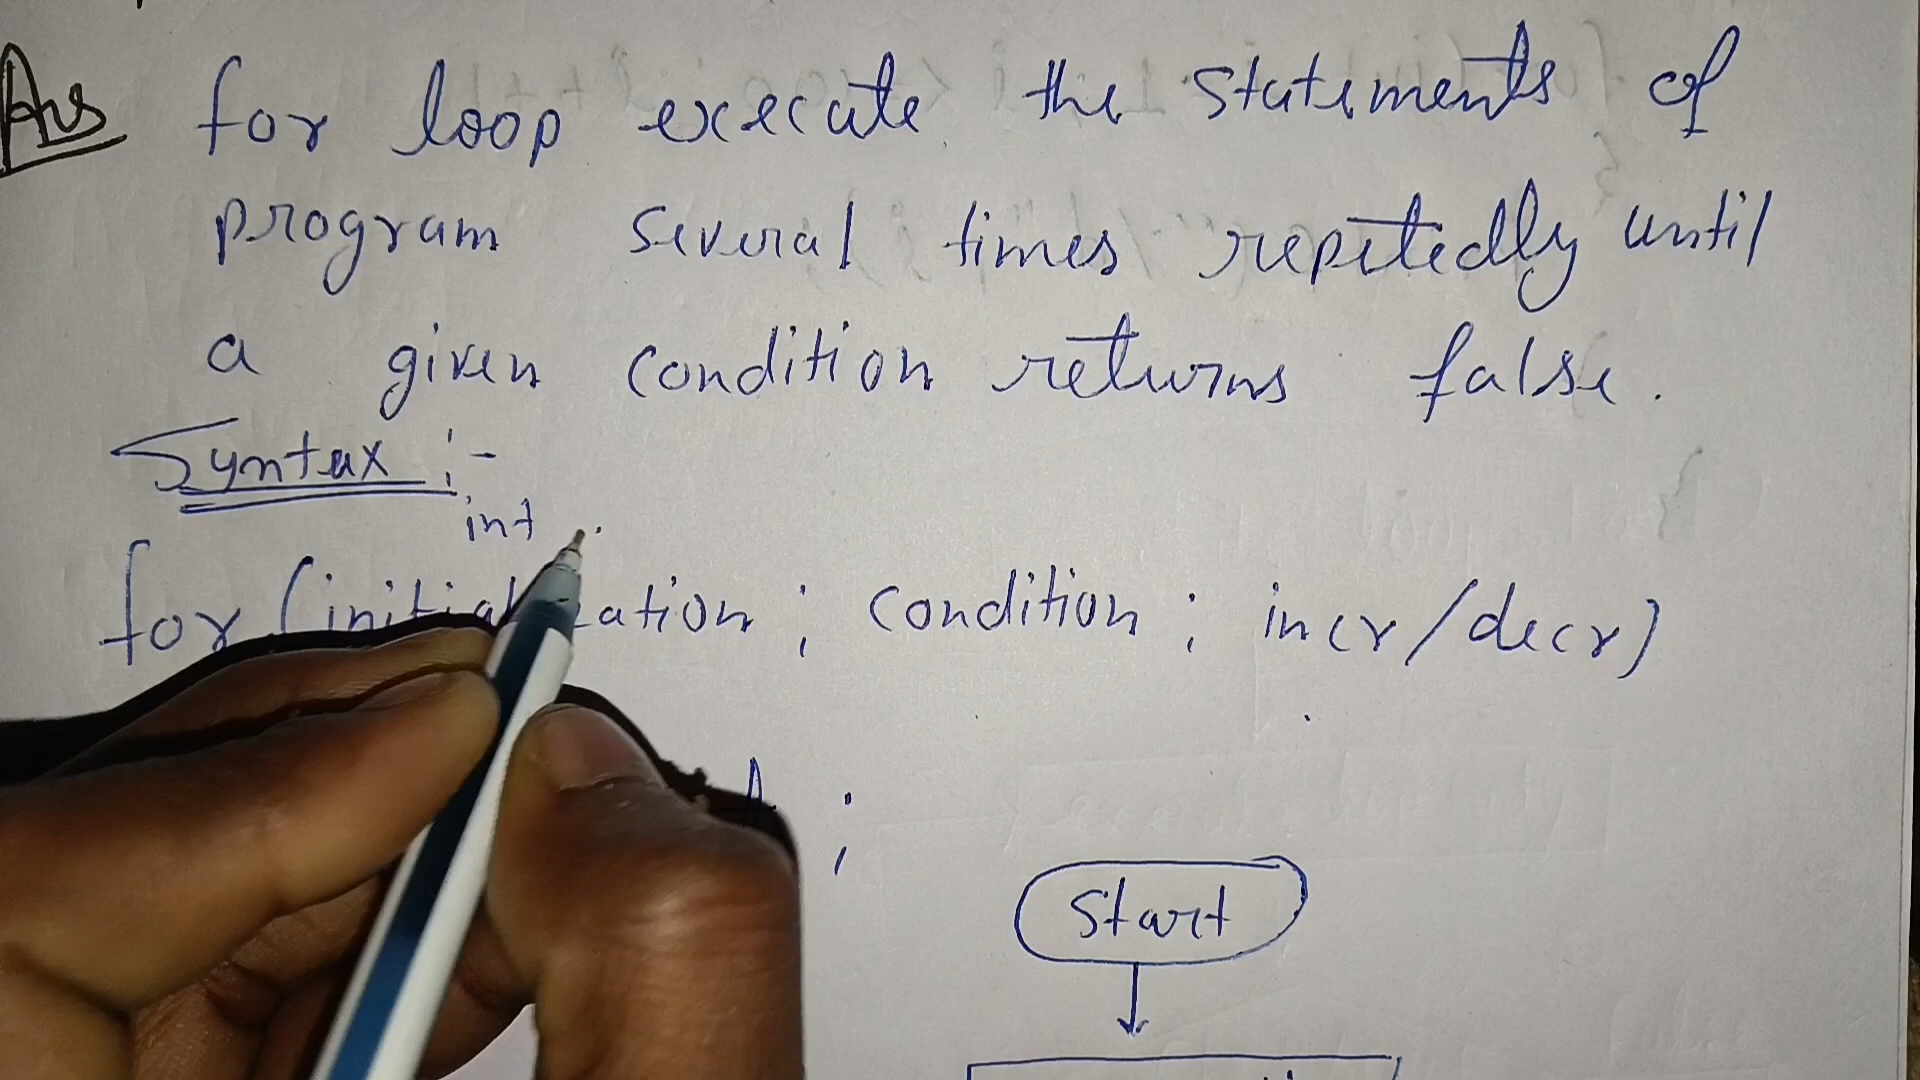 Ans for loop execute the statements of
program several times repetedly until
a given condition returns false.
Syntax :-
int
for (initialization ; condition ; incr/decr)
;
Start